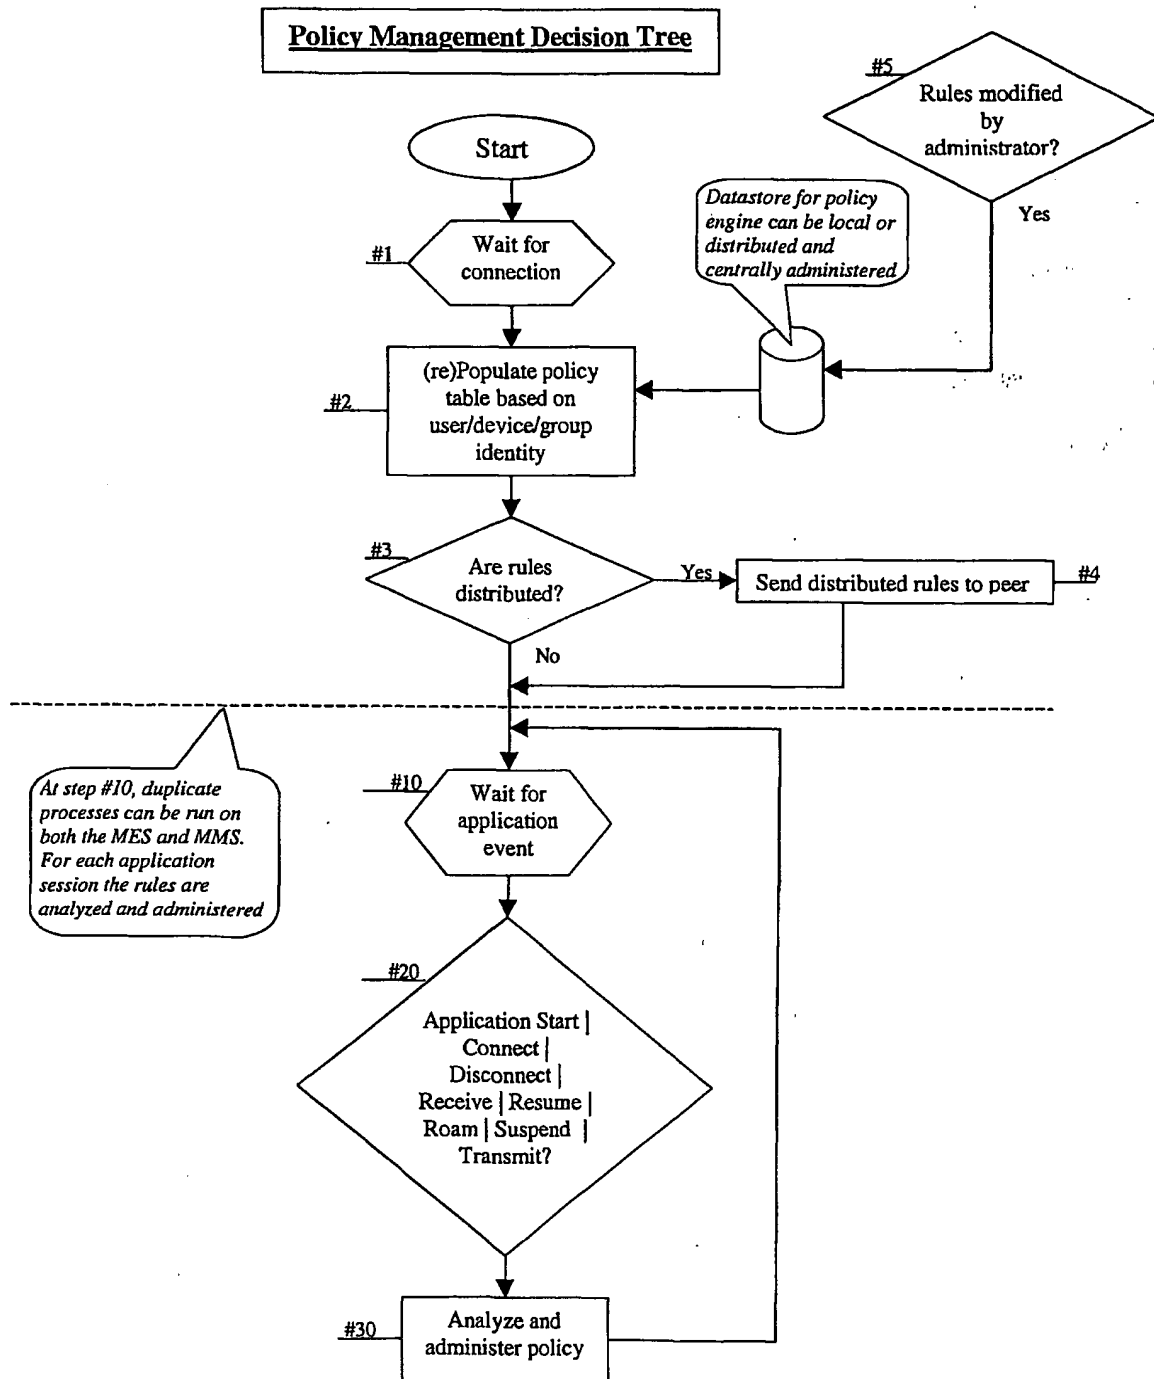 Policy Management Decision Tree
#5
Rules modified
by
administrator?
Yes
Start
Datastore for policy
engine can be local or
distributed and
centrally administered
#1
Wait for
connection
#2
(re)Populate policy
table based on
user/device/group
identity
#3
Are rules
distributed?
Yes
Send distributed rules to peer
#4
No
At step #10, duplicate
processes can be run on
both the MES and MMS.
For each application
session the rules are
analyzed and administered
#10
Wait for
application
event
#20
Application Start |
Connect |
Disconnect |
Receive | Resume |
Roam | Suspend |
Transmit?
#30
Analyze and
administer policy